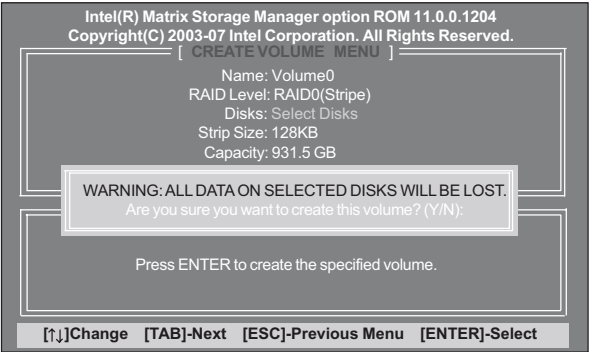 Intel(R) Matrix Storage Manager option ROM 11.0.0.1204
Copyright(C) 2003-07 Intel Corporation. All Rights Reserved.
[ CREATE VOLUME MENU ]
Name: Volume0
RAID Level: RAID0(Stripe)
Disks: Select Disks
Strip Size: 128KB
Capacity: 931.5 GB
WARNING: ALL DATA ON SELECTED DISKS WILL BE LOST.
Are you sure you want to create this volume? (Y/N):
Press ENTER to create the specified volume.
[↑↓]Change [TAB]-Next [ESC]-Previous Menu [ENTER]-Select